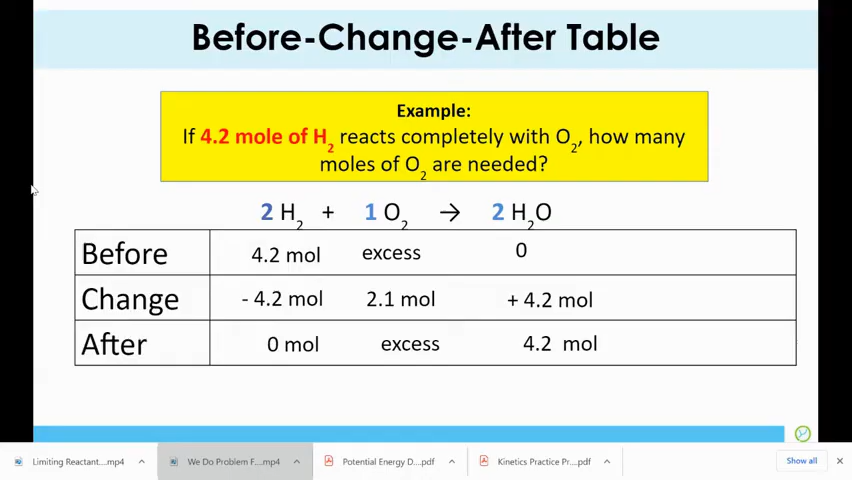 Before-Change-After Table
Example:
If 4.2 mole of H2 reacts completely with O2, how many
moles of O2 are needed?
2 H2 + 1 O2 → 2 H2O
Before 4.2 mol excess 0
Change - 4.2 mol 2.1 mol + 4.2 mol
After 0 mol excess 4.2 mol
Limiting Reactant....mp4 We Do Problem F....mp4 Potential Energy D....pdf Kinetics Practice Pr....pdf Show all